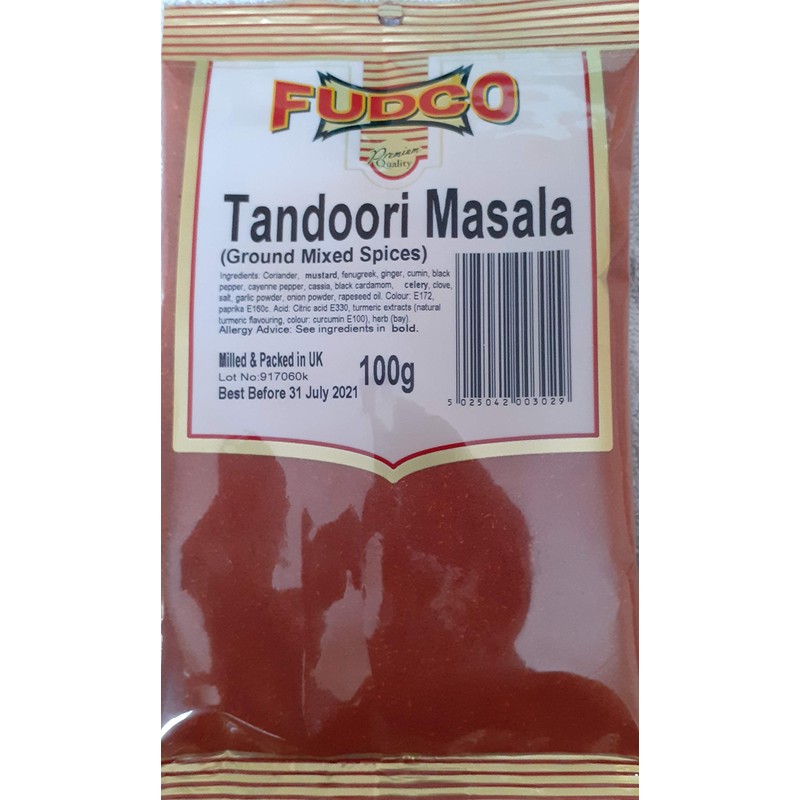 FUDCO
Premium
Quality
Tandoori Masala
(Ground Mixed Spices)
Ingredients: Coriander, mustard, fenugreek, ginger, cumin, black
pepper, cayenne pepper, cassia, black cardamom, celery, clove,
salt, garlic powder, onion powder, rapeseed oil. Colour: E172,
paprika E160c. Acid: Citric acid E330, turmeric extracts (natural
turmeric flavouring, colour: curcumin E100), herb (bay).
Allergy Advice: See ingredients in bold.
Milled & Packed in UK
Lot No:917060k
Best Before 31 July 2021
100g
5 025042 003029